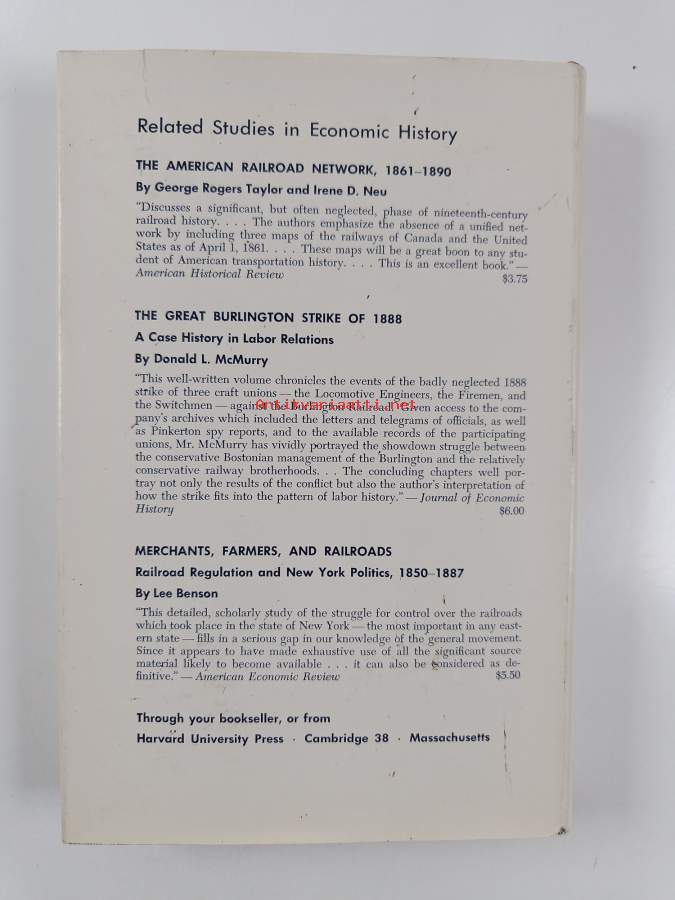 Related Studies in Economic History
THE AMERICAN RAILROAD NETWORK, 1861–1890
By George Rogers Taylor and Irene D. Neu
"Discusses a significant, but often neglected, phase of nineteenth-century
railroad history. . . . The authors emphasize the absence of a unified net-
work by including three maps of the railways of Canada and the United
States as of April 1, 1861. . . . These maps will be a great boon to any stu-
dent of American transportation history. . . . This is an excellent book."—
American Historical Review $3.75
THE GREAT BURLINGTON STRIKE OF 1888
A Case History in Labor Relations
By Donald L. McMurry
"This well-written volume chronicles the events of the badly neglected 1888
strike of three craft unions — the Locomotive Engineers, the Firemen, and
the Switchmen — against the Burlington Railroad. Given access to the com-
pany's archives which included the letters and telegrams of officials, as well
as Pinkerton spy reports, and to the available records of the participating
unions, Mr. McMurry has vividly portrayed the showdown struggle between
the conservative Bostonian management of the Burlington and the relatively
conservative railway brotherhoods. . . The concluding chapters well por-
tray not only the results of the conflict but also the author's interpretation of
how the strike fits into the pattern of labor history." — Journal of Economic
History $6.00
MERCHANTS, FARMERS, AND RAILROADS
Railroad Regulation and New York Politics, 1850–1887
By Lee Benson
"This detailed, scholarly study of the struggle for control over the railroads
which took place in the state of New York — the most important in any east-
ern state — fills in a serious gap in our knowledge of the general movement.
Since it appears to have made exhaustive use of all the significant source
material likely to become available . . . it can also be considered as de-
finitive." — American Economic Review $5.50
Through your bookseller, or from
Harvard University Press · Cambridge 38 · Massachusetts